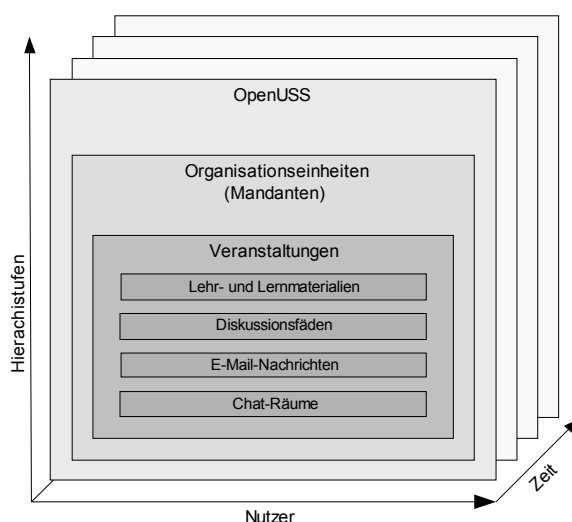 OpenUSS
Organisationseinheiten
(Mandanten)
Veranstaltungen
Lehr- und Lernmaterialien
Diskussionsfäden
E-Mail-Nachrichten
Chat-Räume
Hierachistufen
Nutzer
Zeit